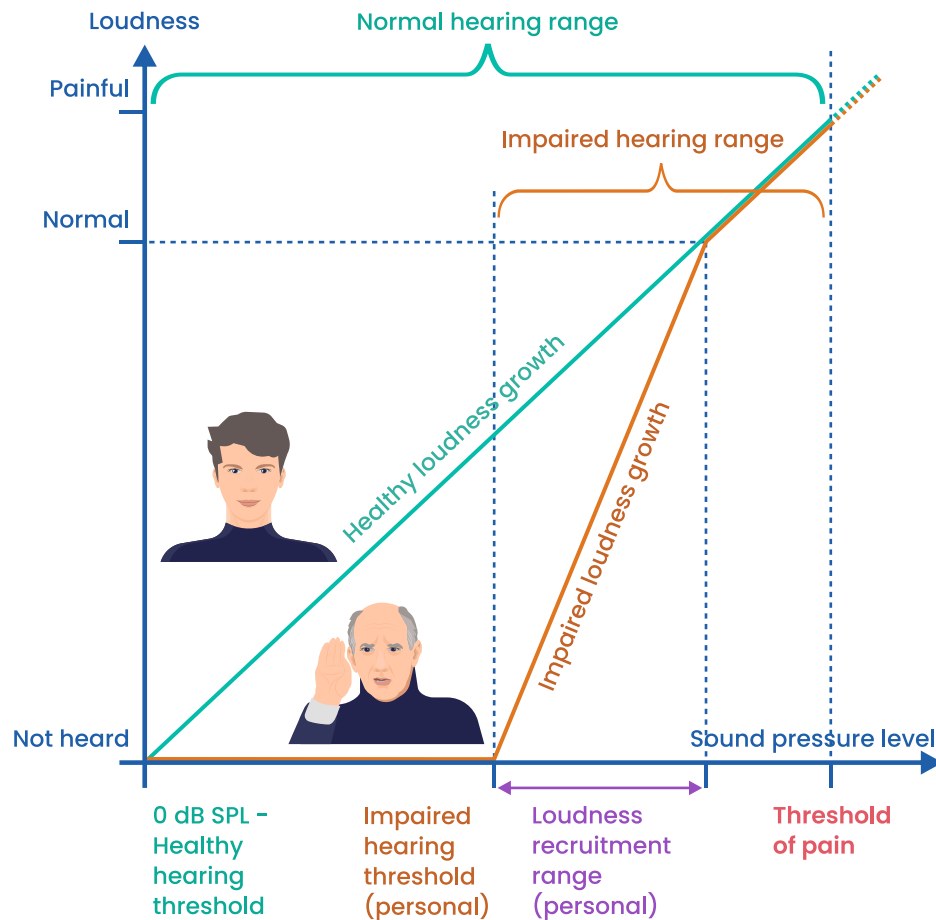 Loudness
Normal hearing range
Painful
Impaired hearing range
Normal
Healthy loudness growth
Impaired loudness growth
Not heard
Sound pressure level
0 dB SPL –
Healthy
hearing
threshold
Impaired
hearing
threshold
(personal)
Loudness
recruitment
range
(personal)
Threshold
of pain